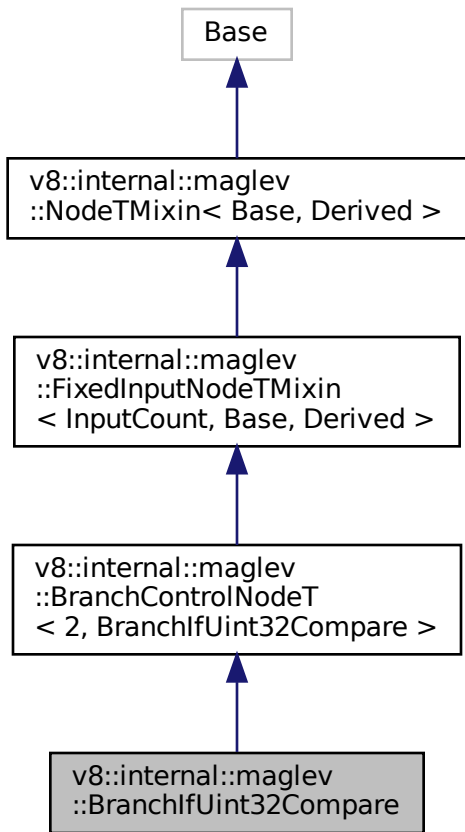 Base
v8::internal::maglev
::NodeTMixin< Base, Derived >
v8::internal::maglev
::FixedInputNodeTMixin
< InputCount, Base, Derived >
v8::internal::maglev
::BranchControlNodeT
< 2, BranchIfUint32Compare >
v8::internal::maglev
::BranchIfUint32Compare